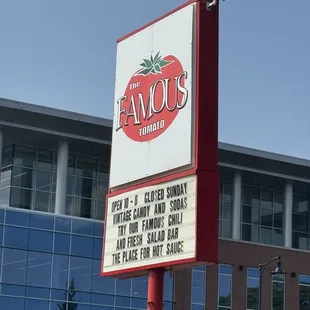 THE
FAMOUS
TOMATO
OPEN 10-8 CLOSED SUNDAY
VINTAGE CANDY AND SODAS
TRY OUR FAMOUS CHILI
AND FRESH SALAD BAR
THE PLACE FOR HOT SAUCE